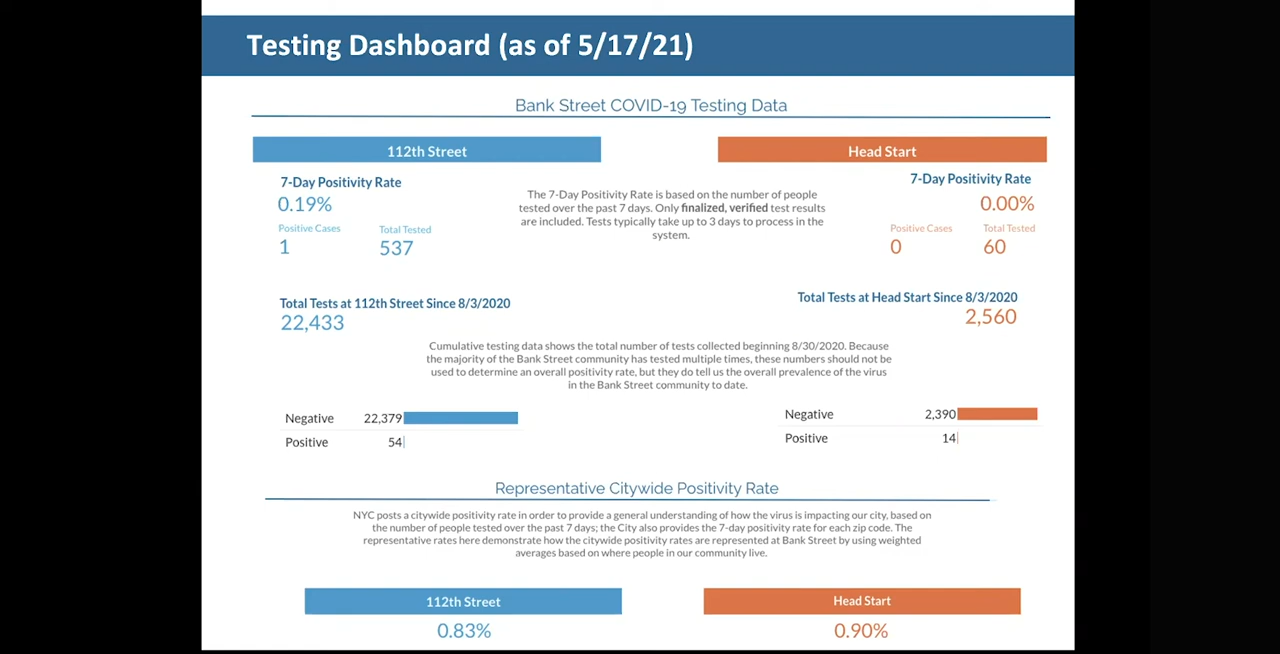 Testing Dashboard (as of 5/17/21)
Bank Street COVID-19 Testing Data
112th Street
7-Day Positivity Rate
0.19%
Positive Cases
Total Tested
1
537
The 7-Day Positivity Rate is based on the number of people
tested over the past 7 days. Only finalized, verified test results
are included. Tests typically take up to 3 days to process in the
system.
Head Start
7-Day Positivity Rate
0.00%
Positive Cases
Total Tested
0
60
Total Tests at 112th Street Since 8/3/2020
22,433
Total Tests at Head Start Since 8/3/2020
2,560
Cumulative testing data shows the total number of tests collected beginning 8/30/2020. Because
the majority of the Bank Street community has tested multiple times, these numbers should not be
used to determine an overall positivity rate, but they do tell us the overall prevalence of the virus
in the Bank Street community to date.
Negative 22,379
Positive 54
Negative 2,390
Positive 14
Representative Citywide Positivity Rate
NYC posts a citywide positivity rate in order to provide a general understanding of how the virus is impacting our city, based on
the number of people tested over the past 7 days; the City also provides the 7-day positivity rate for each zip code. The
representative rates here demonstrate how the citywide positivity rates are represented at Bank Street by using weighted
averages based on where people in our community live.
112th Street
0.83%
Head Start
0.90%